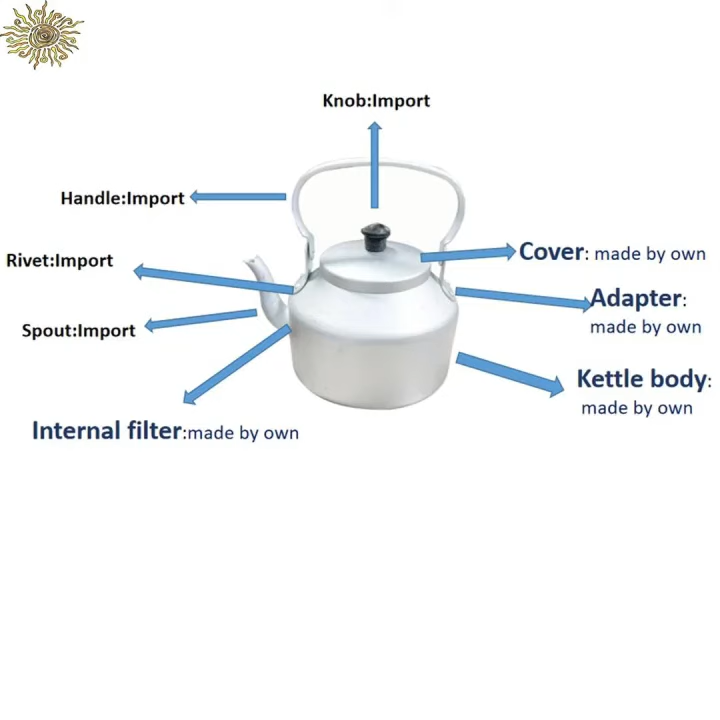 Knob:Import
Handle:Import
Cover: made by own
Rivet:Import
Adapter:
made by own
Spout:Import
Kettle body:
made by own
Internal filter:made by own